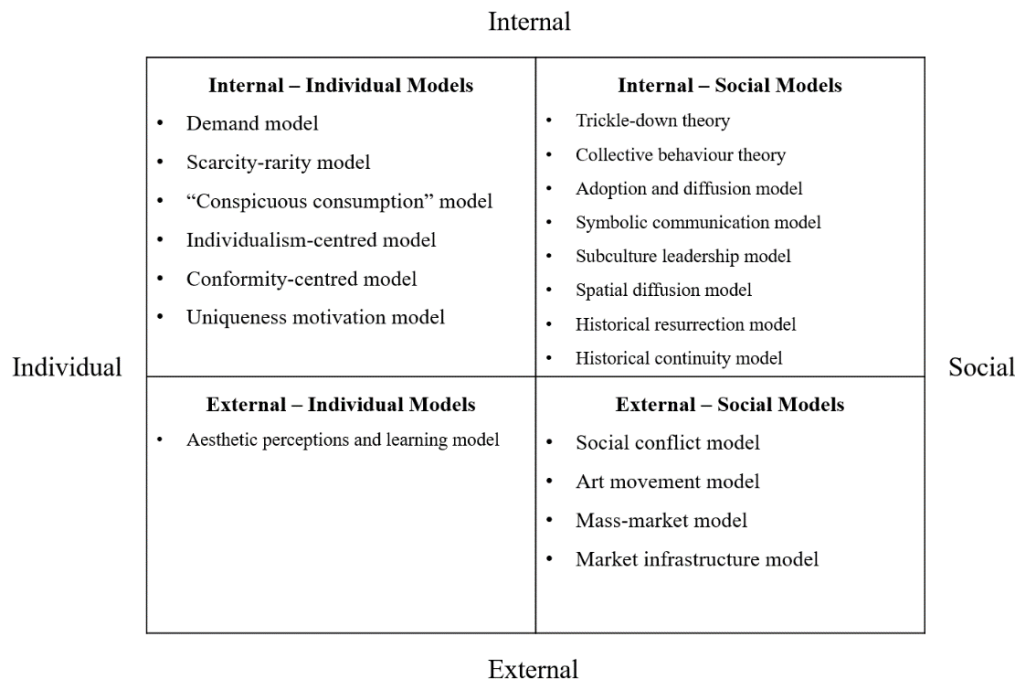 Internal
Internal – Individual Models
• Demand model
• Scarcity-rarity model
• “Conspicuous consumption” model
• Individualism-centred model
• Conformity-centred model
• Uniqueness motivation model
Internal – Social Models
• Trickle-down theory
• Collective behaviour theory
• Adoption and diffusion model
• Symbolic communication model
• Subculture leadership model
• Spatial diffusion model
• Historical resurrection model
• Historical continuity model
Individual
Social
External – Individual Models
• Aesthetic perceptions and learning model
External – Social Models
• Social conflict model
• Art movement model
• Mass-market model
• Market infrastructure model
External